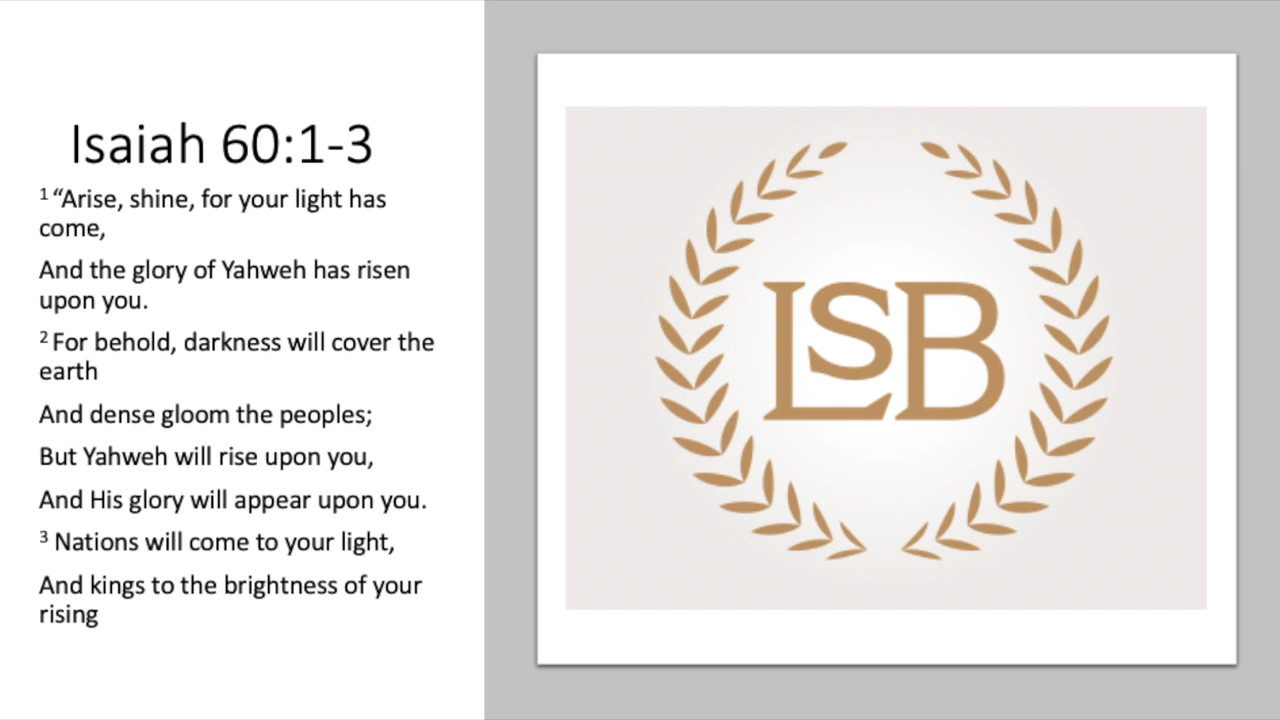 Isaiah 60:1-3
1 “Arise, shine, for your light has
come,
And the glory of Yahweh has risen
upon you.
2 For behold, darkness will cover the
earth
And dense gloom the peoples;
But Yahweh will rise upon you,
And His glory will appear upon you.
3 Nations will come to your light,
And kings to the brightness of your
rising
LSB